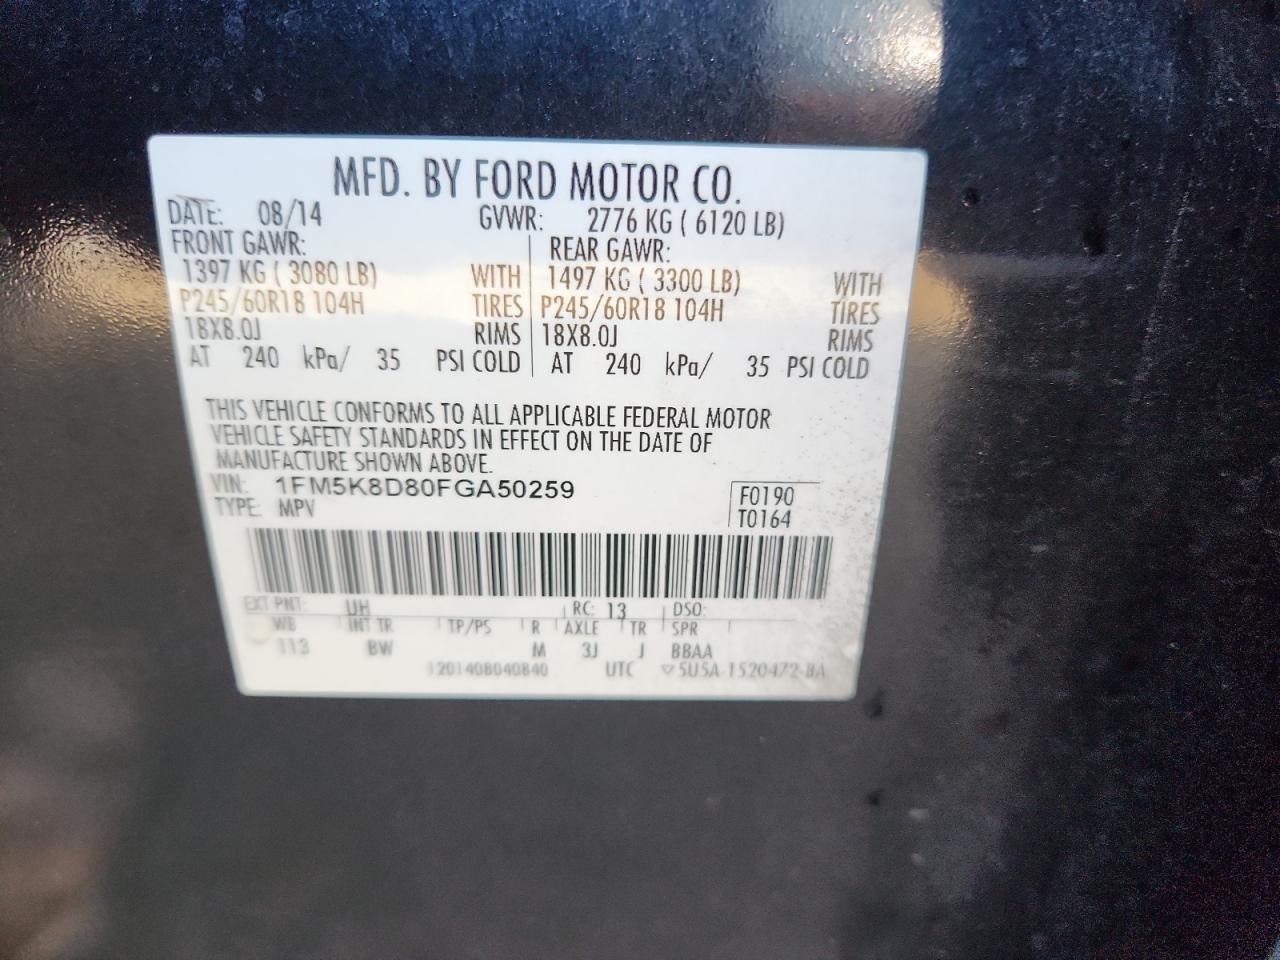 MFD. BY FORD MOTOR CO.
DATE: 08/14 GVWR: 2776 KG ( 6120 LB)
FRONT GAWR: REAR GAWR:
1397 KG ( 3080 LB) WITH 1497 KG ( 3300 LB) WITH
P245/60R18 104H TIRES P245/60R18 104H TIRES
18X8.0J RIMS 18X8.0J RIMS
AT 240 kPa/ 35 PSI COLD AT 240 kPa/ 35 PSI COLD
THIS VEHICLE CONFORMS TO ALL APPLICABLE FEDERAL MOTOR
VEHICLE SAFETY STANDARDS IN EFFECT ON THE DATE OF
MANUFACTURE SHOWN ABOVE.
VIN: 1FM5K8D80FGA50259
TYPE: MPV
F0190
T0164
EXT PNT: UH RC: 13 DSO:
WB INT TR TP/PS R AXLE TR SPR
113 BW M 3J J BBAA
1201408040840 UTC ▽5U5A-1520472-BA